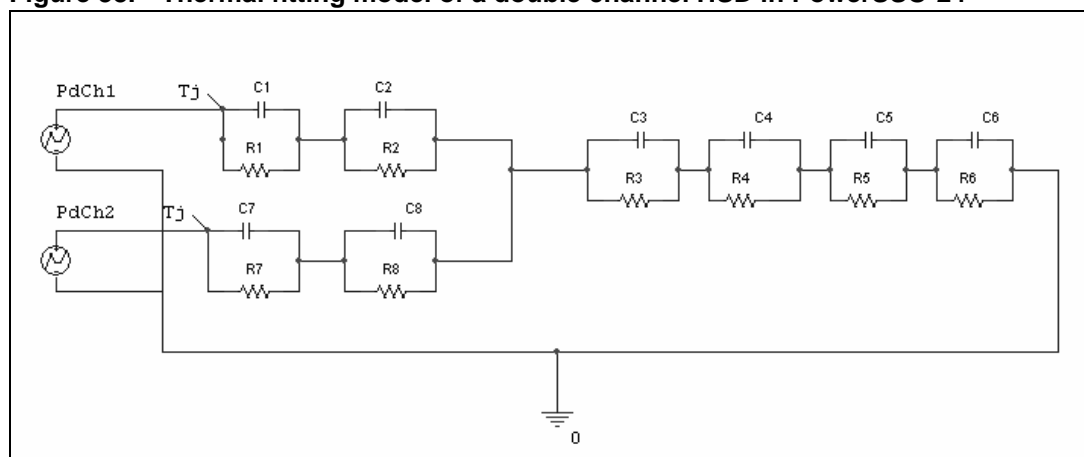 Figure Thermal fitting model of a double channel HSD in PowerSSO-24
PdCh1
Tj
C1
C2
R1
R2
C3
C4
C5
C6
R3
R4
R5
R6
PdCh2
Tj
C7
C8
R7
R8
0